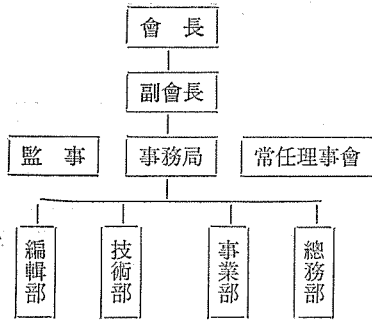 會長
副會長
監事
事務局
常任理事會
編輯部
技術部
事業部
總務部